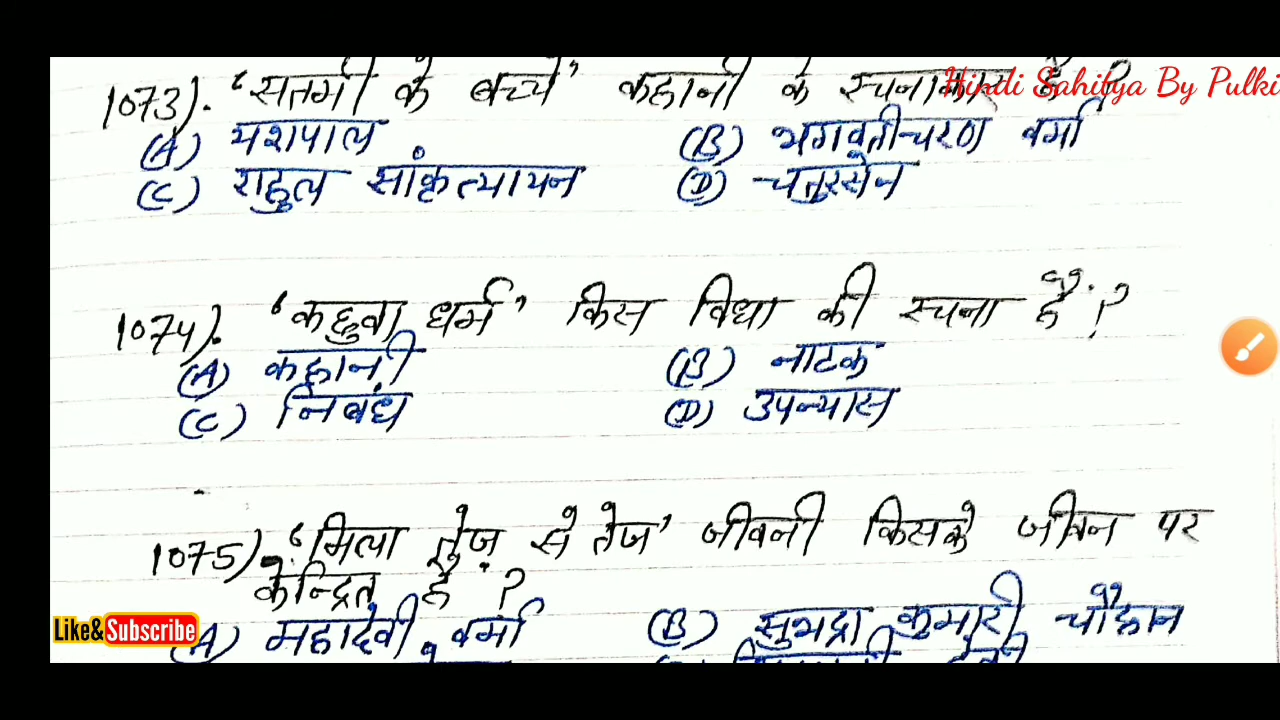 Hindi Sahitya By Pulki
1073). 'सतमी के बच्चे' कहानी के रचनाकार है
(A) यशपाल (B) भगवतीचरण वर्मा
(C) राहुल सांकृत्यायन (D) चतुरसेन
1074). 'कछुवा धर्म' किस विधा की रचना है?
(A) कहानी (B) नाटक
(C) निबंध (D) उपन्यास
1075) 'मिला तेज़ से तेज' जीवनी किसके जीवन पर
केन्द्रित है ?
Like& Subscribe
(A) महादेवी वर्मा (B) सुभद्रा कुमारी चौहान